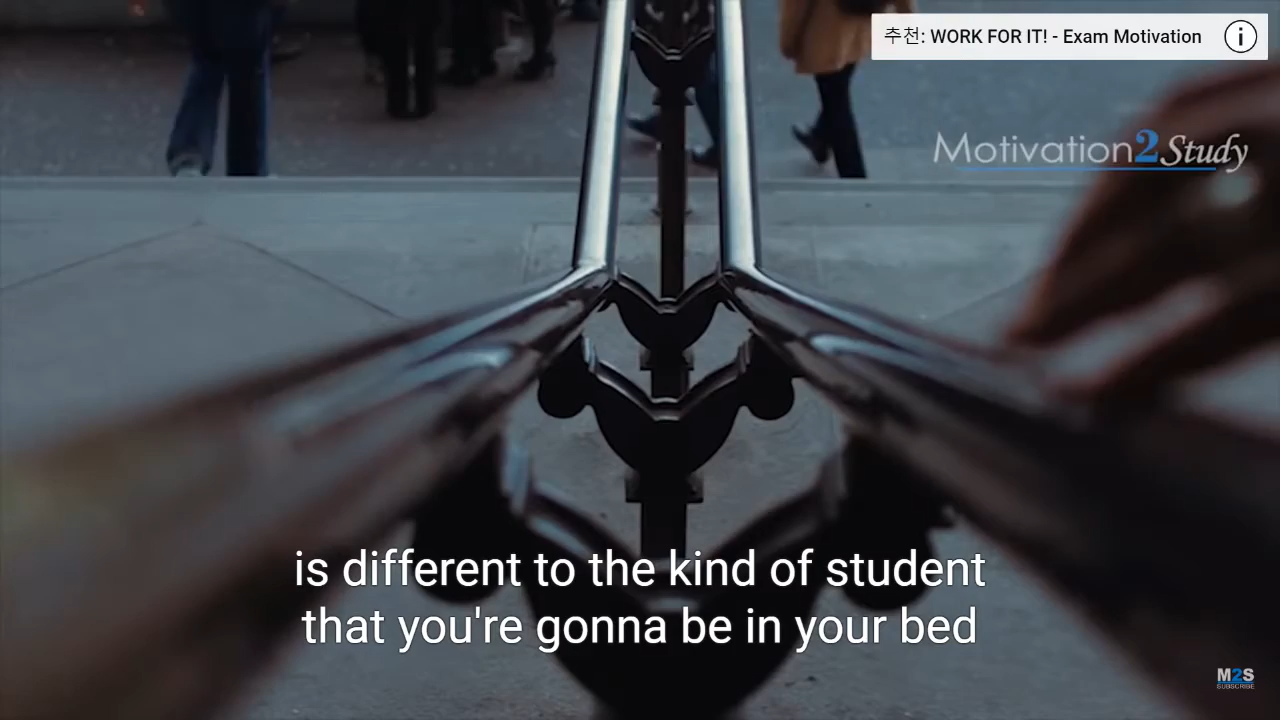 추천: WORK FOR IT! - Exam Motivation
Motivation2Study
is different to the kind of student
that you're gonna be in your bed
M2S
SUBSCRIBE